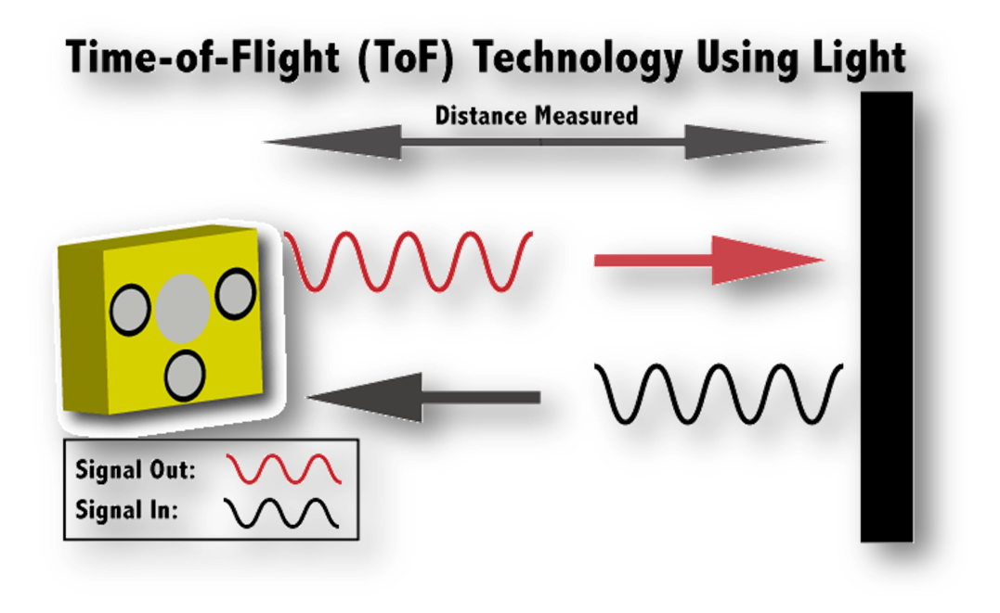 Time-of-Flight (ToF) Technology Using Light
Distance Measured
Signal Out:
Signal In: